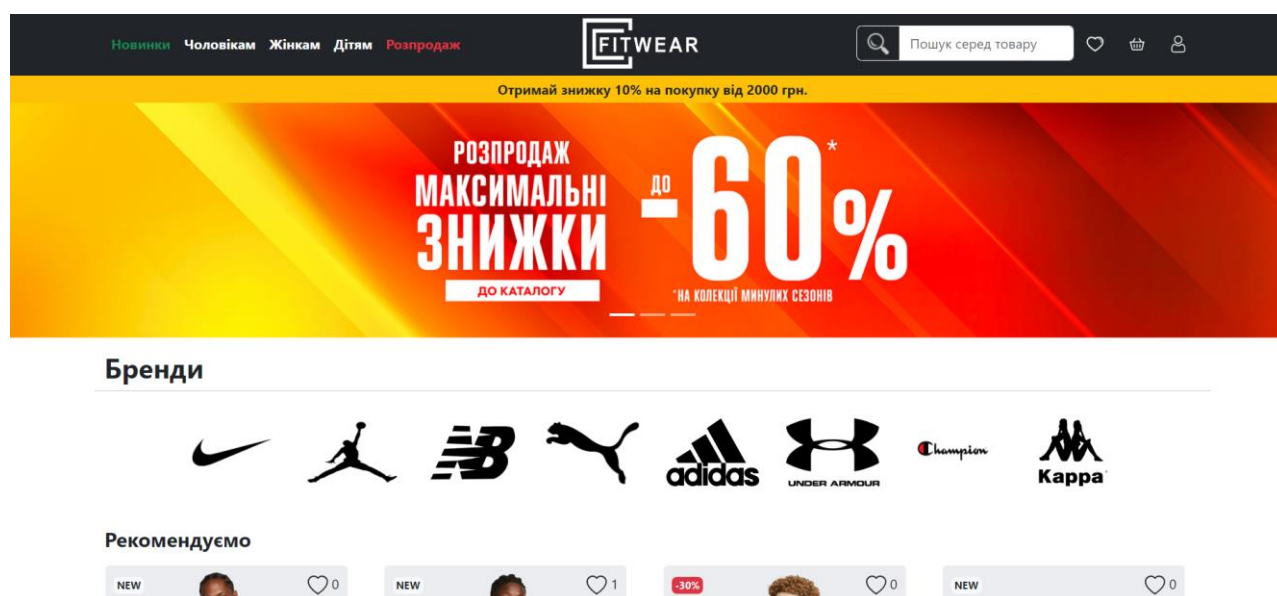 Новинки Чоловікам Жінкам Дітям Розпродаж
FITWEAR
Пошук серед товару
Отримай знижку 10% на покупку від 2000 грн.
РОЗПРОДАЖ
МАКСИМАЛЬНІ
ЗНИЖКИ
ДО КАТАЛОГУ
ДО
-60%*
*НА КОЛЕКЦІЇ МИНУЛИХ СЕЗОНІВ
Бренди
adidas
UNDER ARMOUR
Champion
Kappa
Рекомендуємо
NEW 0
NEW 1
-30% 0
NEW 0